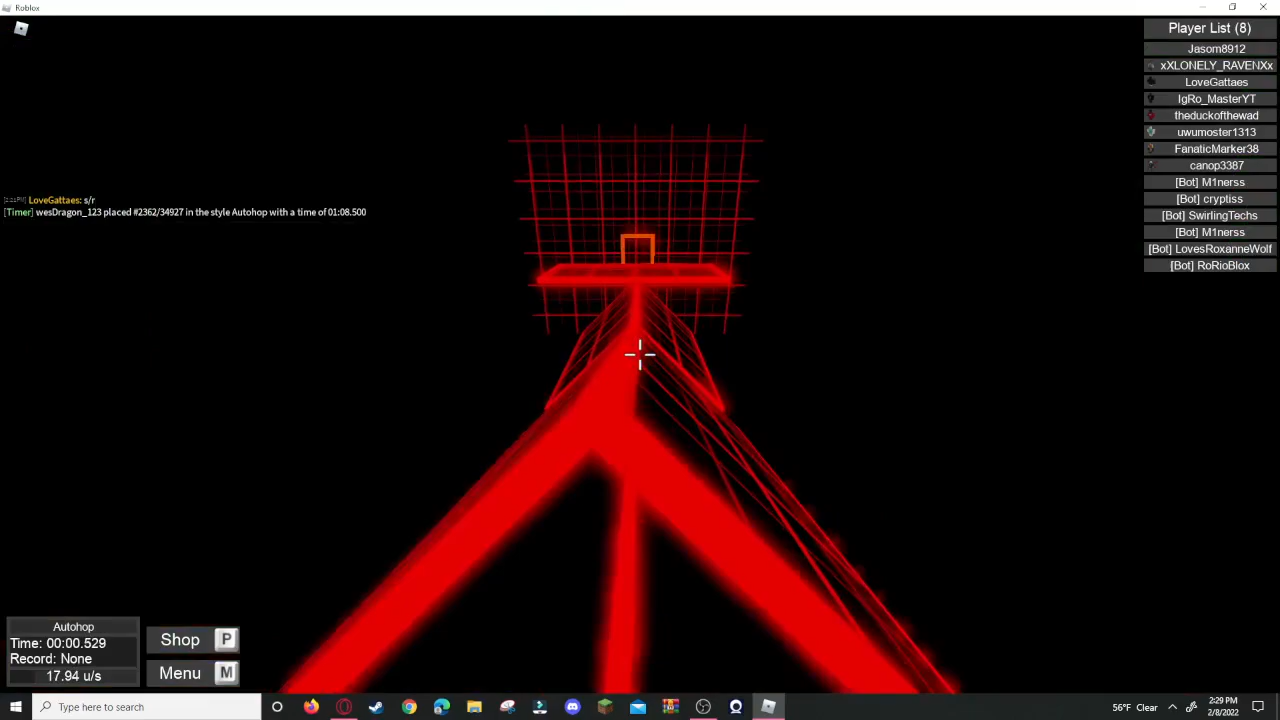 Roblox
Player List (8)
Jasom8912
xXLONELY_RAVENXx
LoveGattaes
IgRo_MasterYT
theduckofthewad
uwumoster1313
FanaticMarker38
canop3387
[Bot] M1nerss
[Bot] cryptiss
[Bot] SwirlingTechs
[Bot] M1nerss
[Bot] LovesRoxanneWolf
[Bot] RoRioBlox
[2:21PM] LoveGattaes: s/r
[Timer] wesDragon_123 placed #2362/34927 in the style Autohop with a time of 01:08.500
Autohop
Time: 00:00.529
Record: None
17.94 u/s
Shop P
Menu M
Type here to search
56°F Clear
2:29 PM
2/8/2022